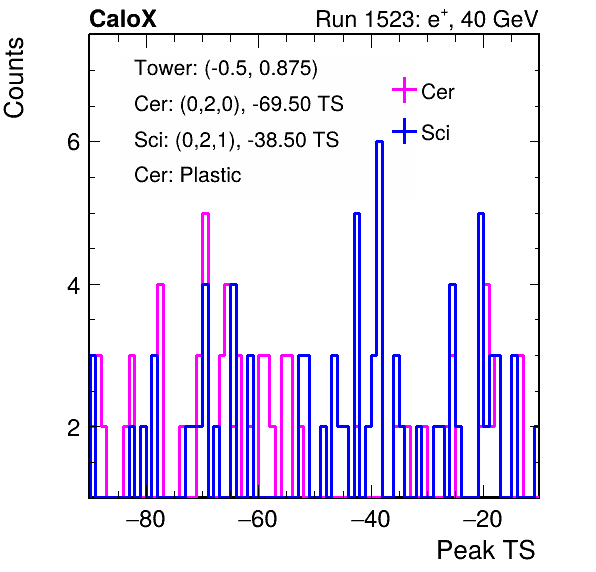 CaloX Run 1523: e+, 40 GeV
Counts
Tower: (-0.5, 0.875)
Cer: (0,2,0), -69.50 TS
Sci: (0,2,1), -38.50 TS
Cer: Plastic
Cer
Sci
6
4
2
−80 −60 −40 −20
Peak TS